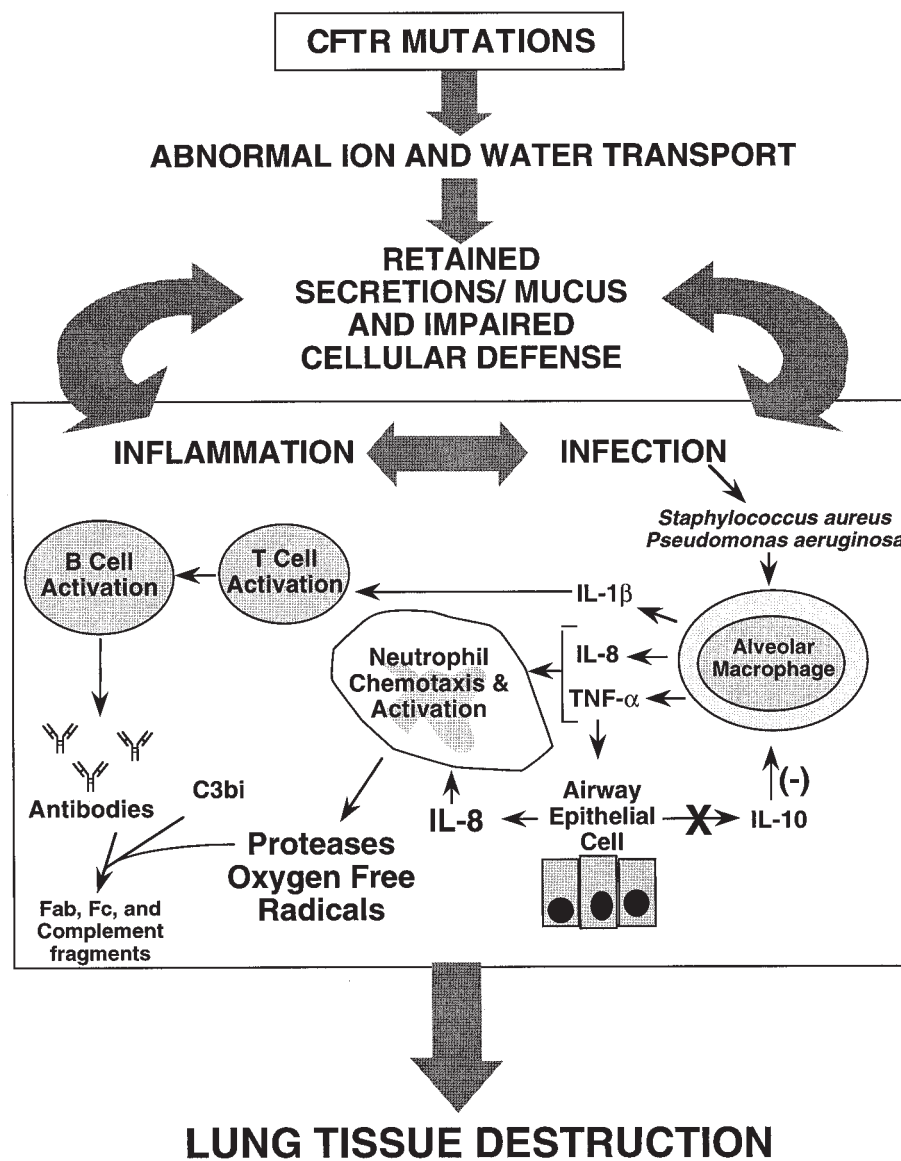 CFTR MUTATIONS
ABNORMAL ION AND WATER TRANSPORT
RETAINED
SECRETIONS/ MUCUS
AND IMPAIRED
CELLULAR DEFENSE
INFLAMMATION
INFECTION
Staphylococcus aureus
Pseudomonas aeruginosa
B Cell
Activation
T Cell
Activation
IL-1β
Neutrophil
Chemotaxis &
Activation
IL-8
TNF-α
Alveolar
Macrophage
Antibodies
C3bi
IL-8
Airway
Epithelial
Cell
X
IL-10
(-)
Proteases
Oxygen Free
Radicals
Fab, Fc, and
Complement
fragments
LUNG TISSUE DESTRUCTION